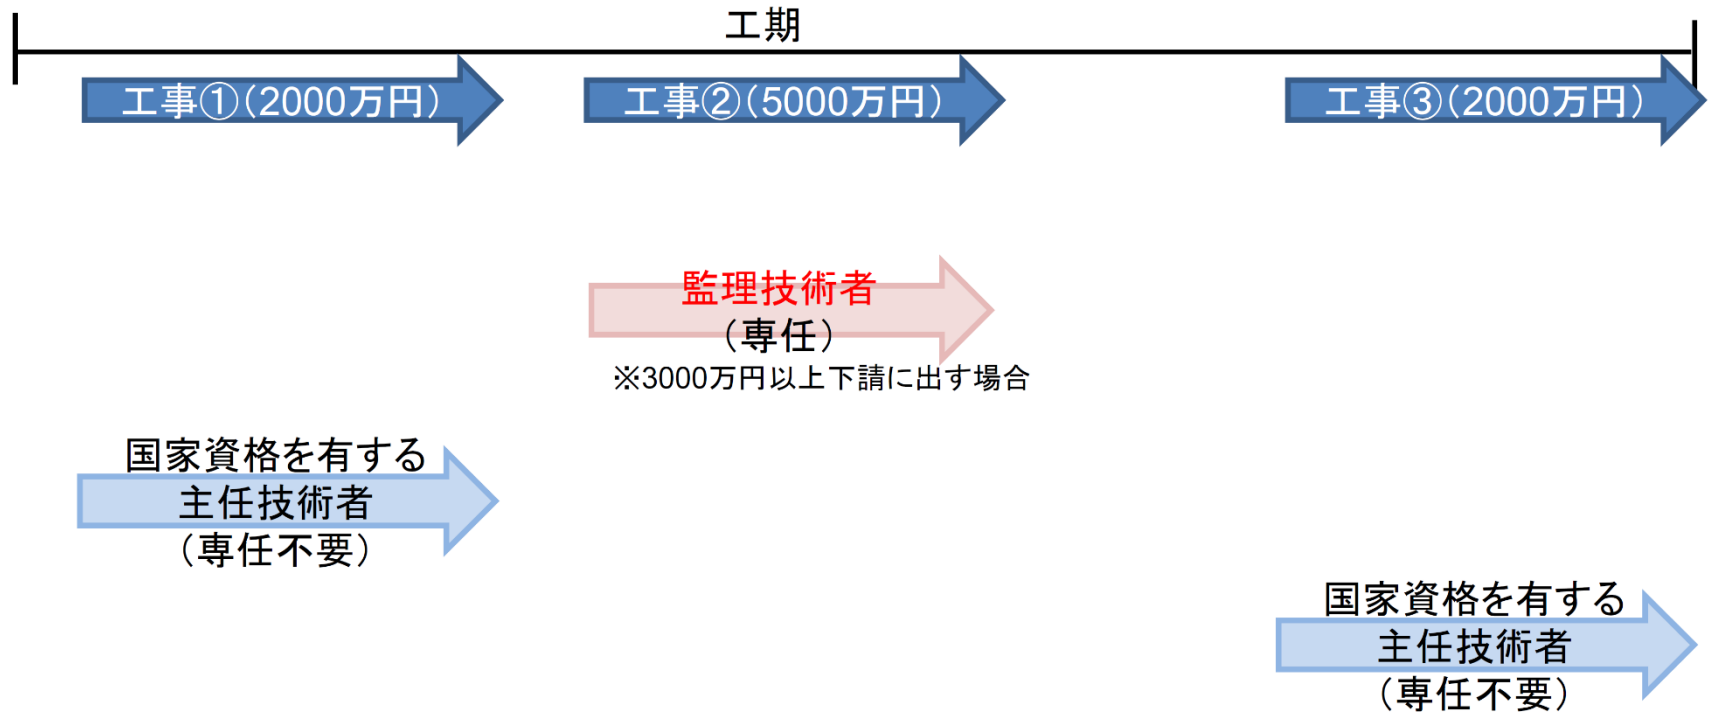 工期
工事①(2000万円)
工事②(5000万円)
工事③(2000万円)
監理技術者
(専任)
※3000万円以上下請に出す場合
国家資格を有する
主任技術者
(専任不要)
国家資格を有する
主任技術者
(専任不要)